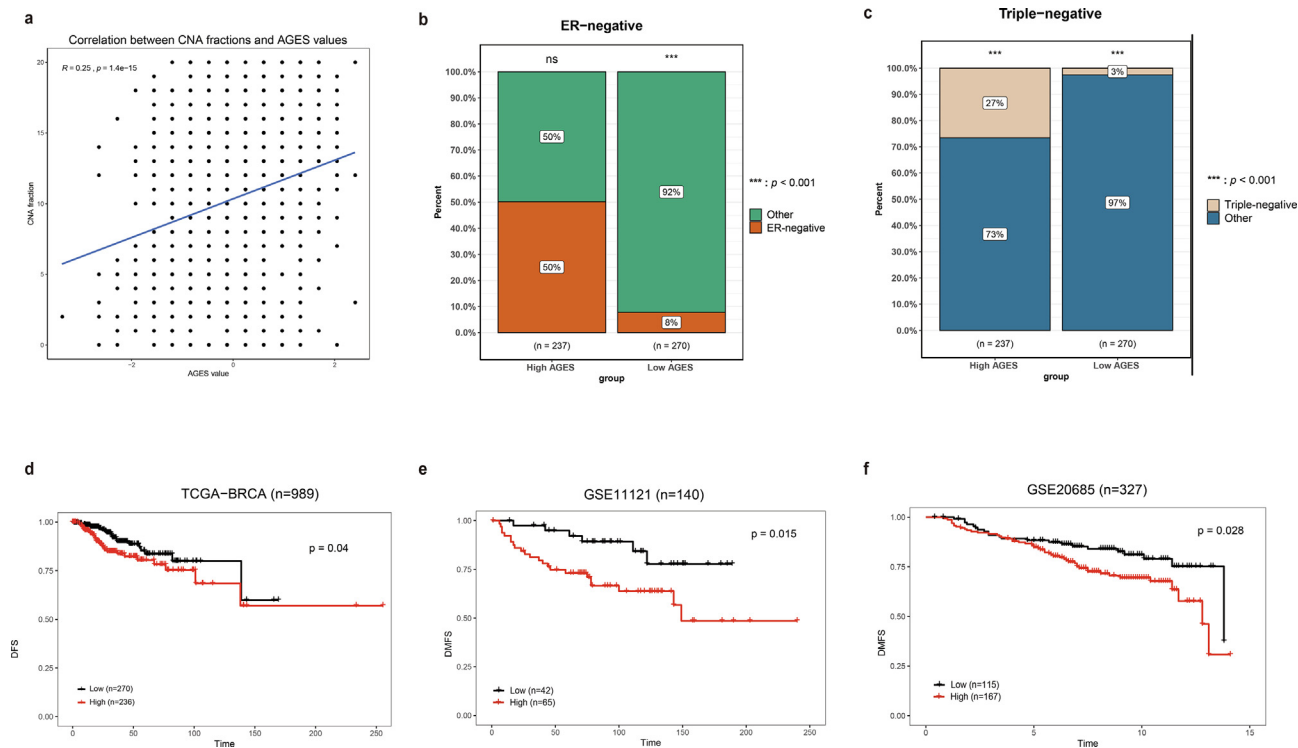 a
Correlation between CNA fractions and AGES values
R = 0.25 , p = 1.4e−15
20
15
10
5
0
CNA fraction
−2
0
2
AGES value
b
ER−negative
ns
***
100.0%
90.0%
80.0%
70.0%
60.0%
50.0%
40.0%
30.0%
20.0%
10.0%
0.0%
Percent
50%
50%
92%
8%
(n = 237)
(n = 270)
High AGES
Low AGES
group
*** : p < 0.001
Other
ER−negative
c
Triple−negative
***
***
100.0%
90.0%
80.0%
70.0%
60.0%
50.0%
40.0%
30.0%
20.0%
10.0%
0.0%
Percent
27%
73%
3%
97%
(n = 237)
(n = 270)
High AGES
Low AGES
group
*** : p < 0.001
Triple−negative
Other
d
TCGA−BRCA (n=989)
p = 0.04
1.00
0.75
0.50
0.25
0.00
DFS
Low (n=270)
High (n=236)
0
50
100
150
200
250
Time
e
GSE11121 (n=140)
p = 0.015
1.00
0.75
0.50
0.25
0.00
DMFS
Low (n=42)
High (n=65)
0
50
100
150
200
250
Time
f
GSE20685 (n=327)
p = 0.028
1.00
0.75
0.50
0.25
0.00
DMFS
Low (n=115)
High (n=167)
0
5
10
15
Time